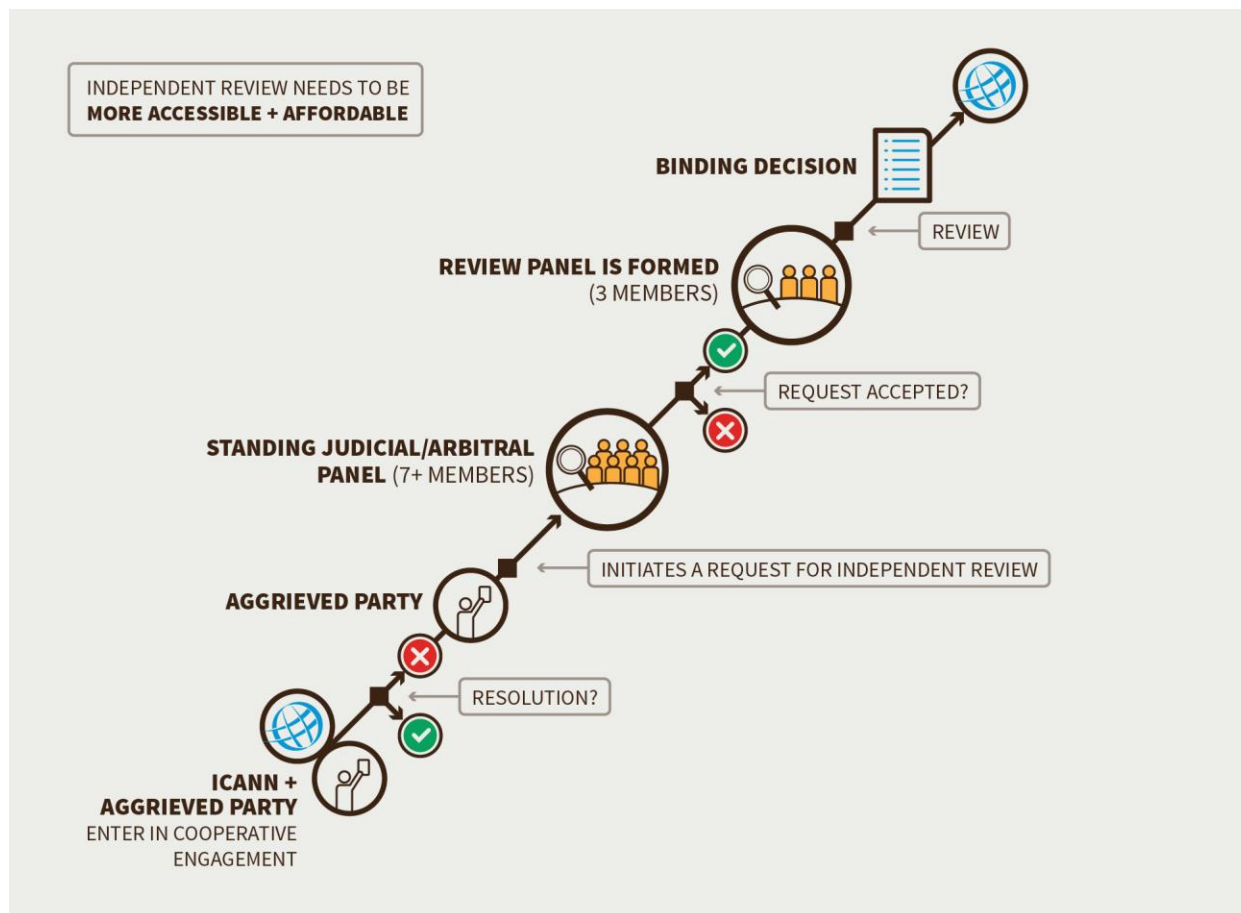 INDEPENDENT REVIEW NEEDS TO BE
MORE ACCESSIBLE + AFFORDABLE
BINDING DECISION
REVIEW
REVIEW PANEL IS FORMED
(3 MEMBERS)
REQUEST ACCEPTED?
STANDING JUDICIAL/ARBITRAL
PANEL (7+ MEMBERS)
INITIATES A REQUEST FOR INDEPENDENT REVIEW
AGGRIEVED PARTY
RESOLUTION?
ICANN +
AGGRIEVED PARTY
ENTER IN COOPERATIVE
ENGAGEMENT